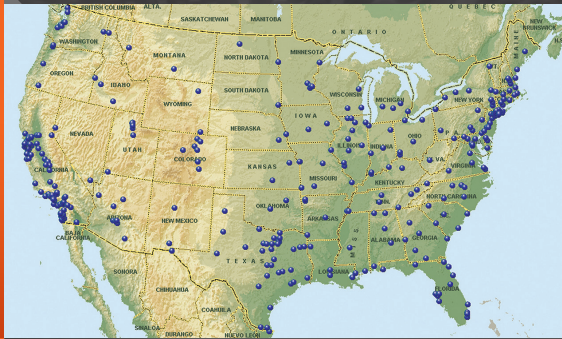 BRITISH COLUMBIA
ALTA.
SASKATCHEWAN
MANITOBA
ONTARIO
QUEBEC
NEW
BRUNSWICK
MAINE
WASHINGTON
MONTANA
NORTH DAKOTA
MINNESOTA
OREGON
IDAHO
WYOMING
SOUTH DAKOTA
WISCONSIN
MICHIGAN
NEW YORK
VT.
IOWA
NEBRASKA
NEVADA
UTAH
COLORADO
KANSAS
MISSOURI
ILLINOIS
INDIANA
OHIO
PA.
VA.
VIRGINIA
KENTUCKY
CALIFORNIA
ARIZONA
NEW MEXICO
OKLAHOMA
ARKANSAS
NORTH CAROLINA
TEXAS
LOUISIANA
ALABAMA
GEORGIA
FLORIDA
BAJA
CALIFORNIA
SONORA
CHIHUAHUA
COAHUILA
SINALOA
DURANGO
NUEVO LEON